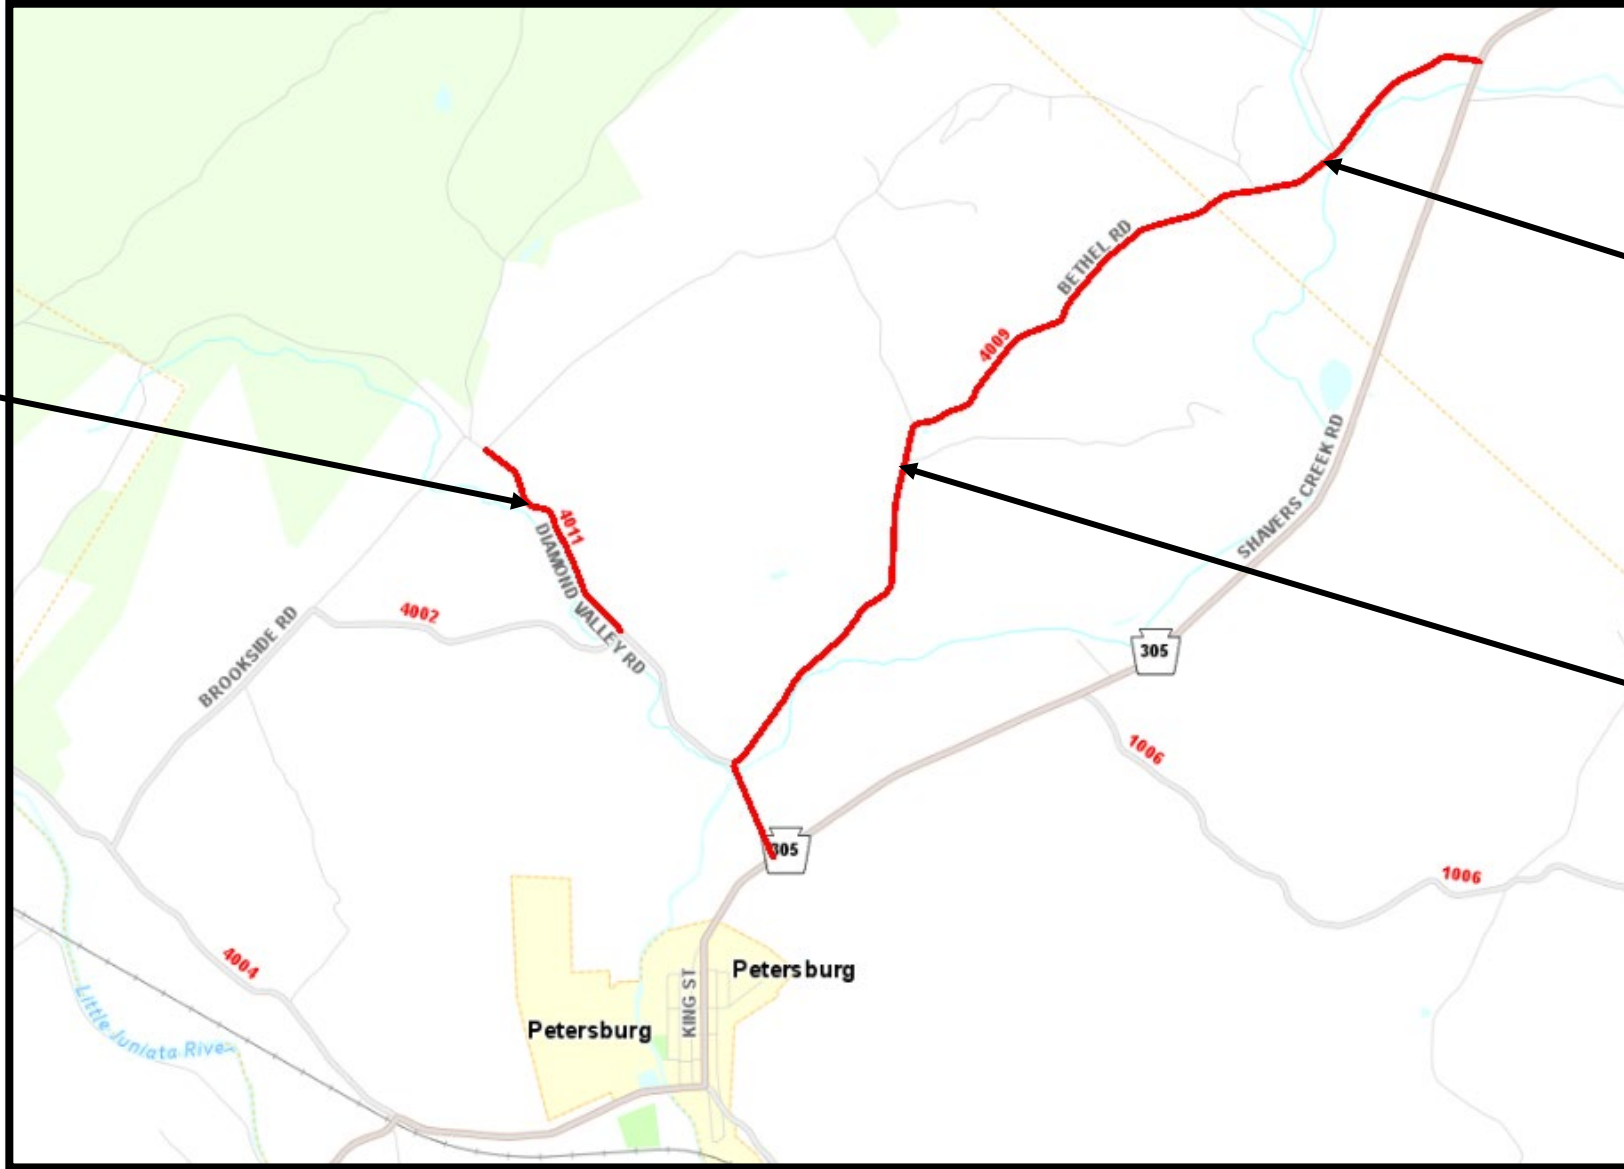 BETHEL RD
4009
4011
DIAMOND VALLEY RD
SHAVERS CREEK RD
4002
BROOKSIDE RD
305
1006
305
1006
4004
Petersburg
KING ST
Petersburg
Little Juniata River